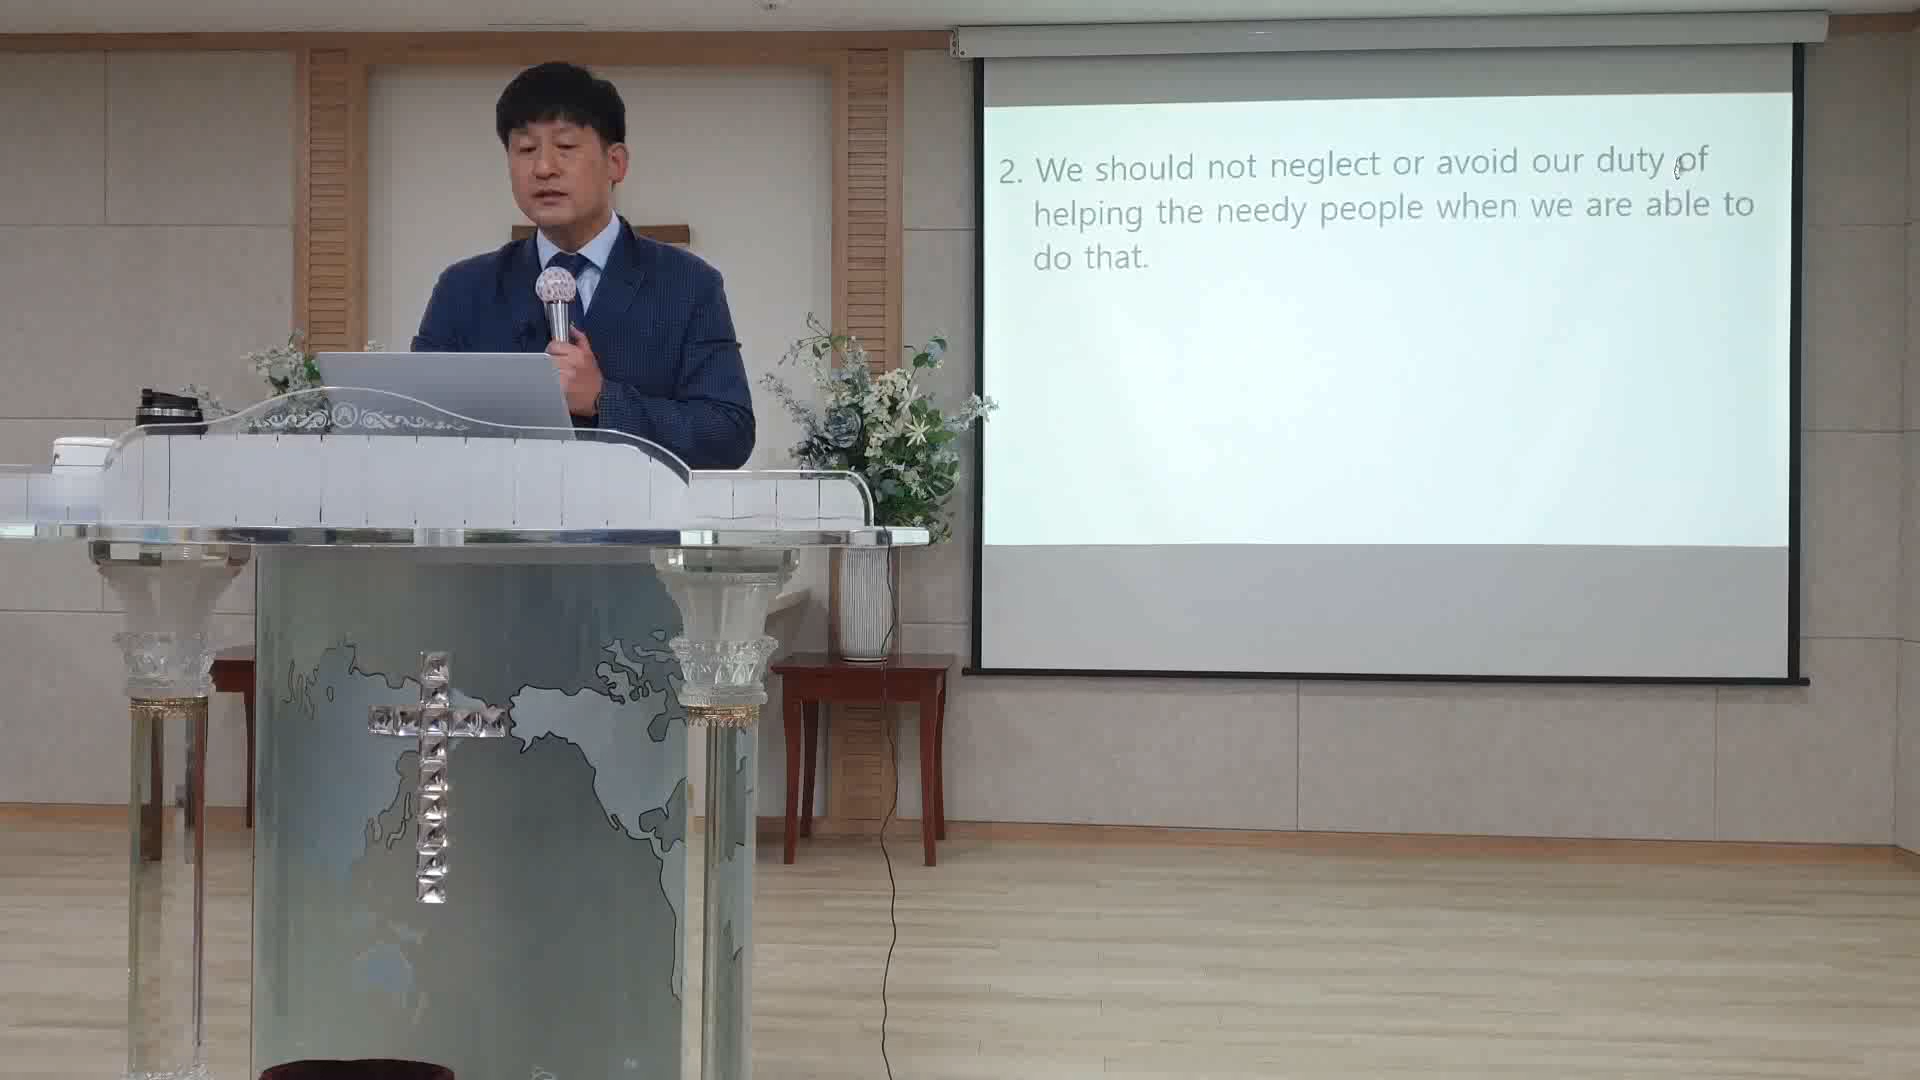 2. We should not neglect or avoid our duty of
helping the needy people when we are able to
do that.